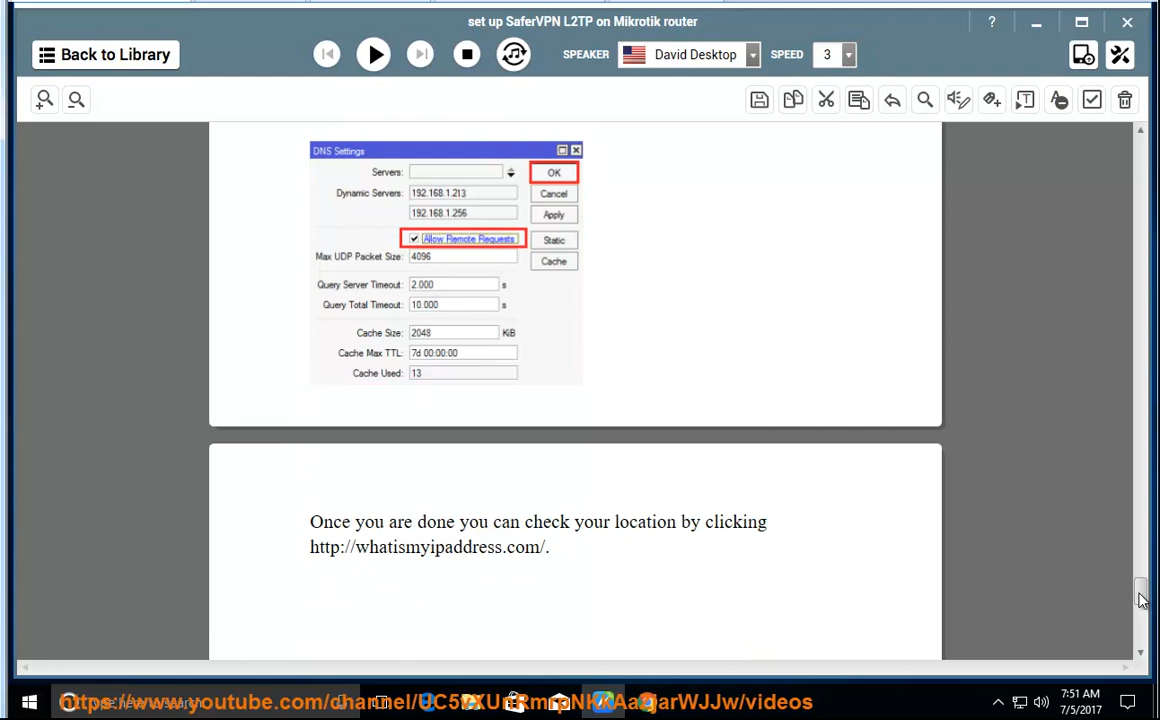 set up SaferVPN L2TP on Mikrotik router
?
Back to Library
SPEAKER
David Desktop
SPEED
3
DNS Settings
Servers:
OK
Dynamic Servers: 192.168.1.213
Cancel
192.168.1.256
Apply
Allow Remote Requests
Static
Max UDP Packet Size: 4096
Cache
Query Server Timeout: 2.000 s
Query Total Timeout: 10.000 s
Cache Size: 2048 KiB
Cache Max TTL: 7d 00:00:00
Cache Used: 13
Once you are done you can check your location by clicking
http://whatismyipaddress.com/.
7:51 AM
7/5/2017